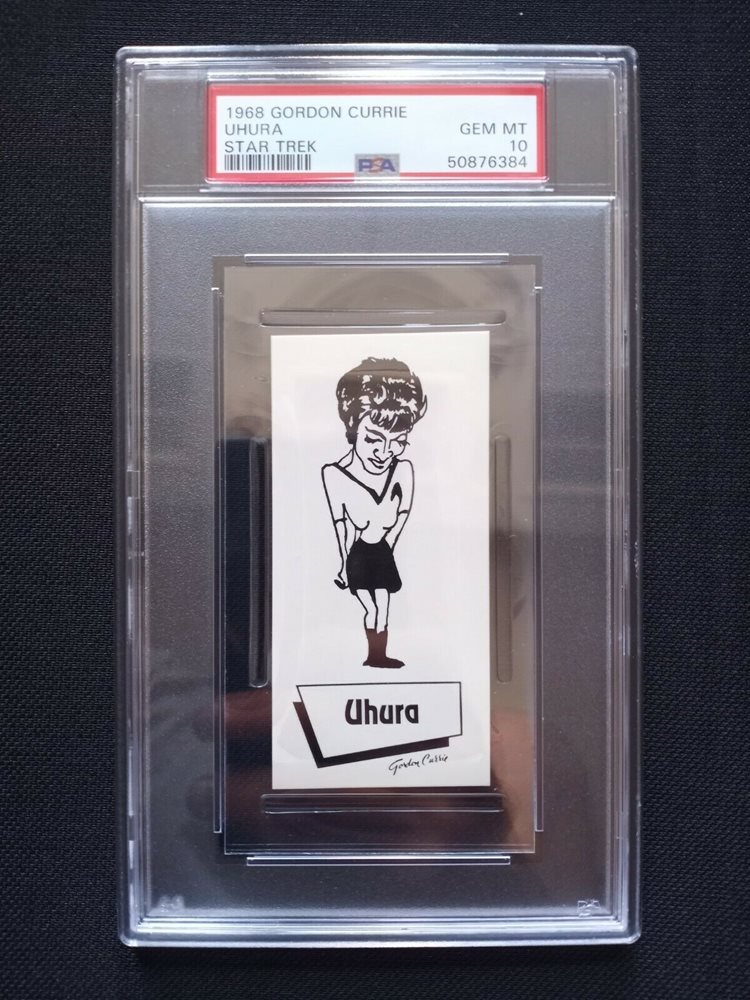 1968 GORDON CURRIE
UHURA GEM MT
STAR TREK 10
PSA 50876384
Uhura
Gordon Currie